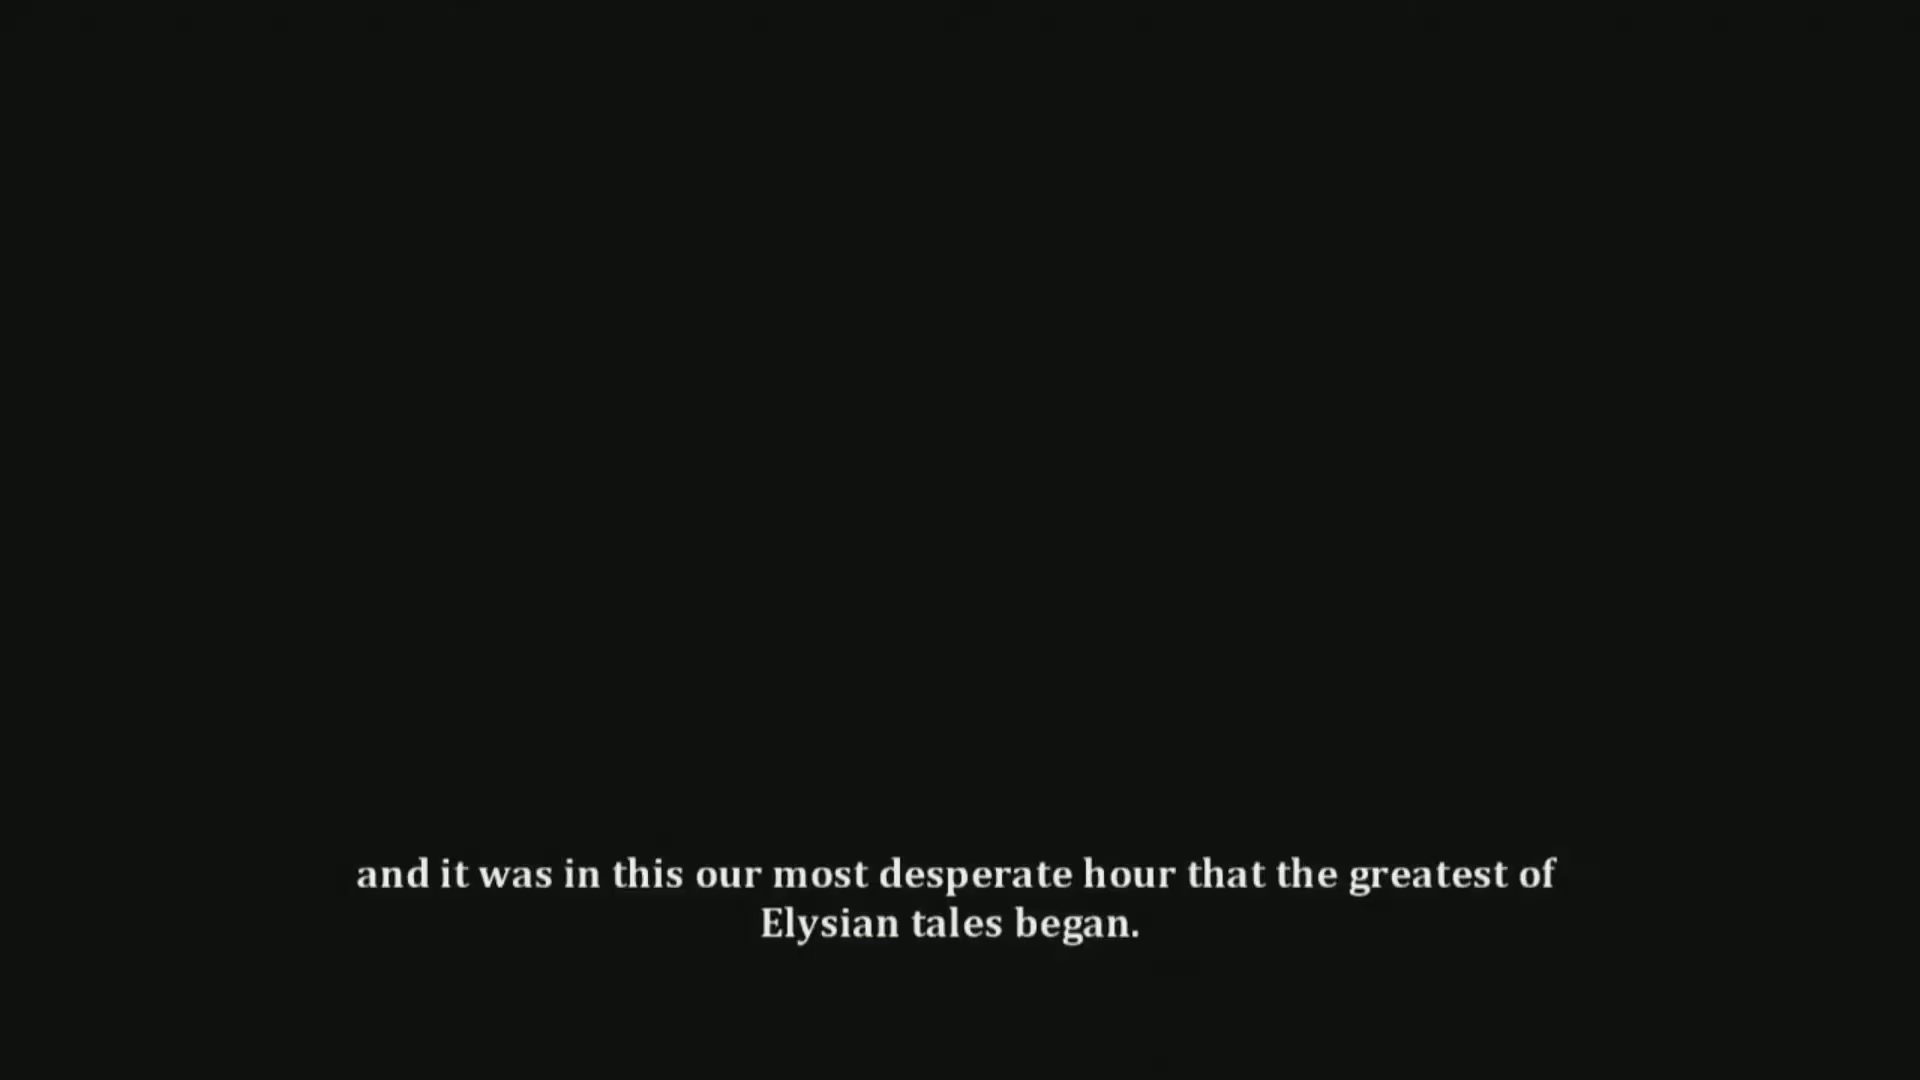 and it was in this our most desperate hour that the greatest of
Elysian tales began.